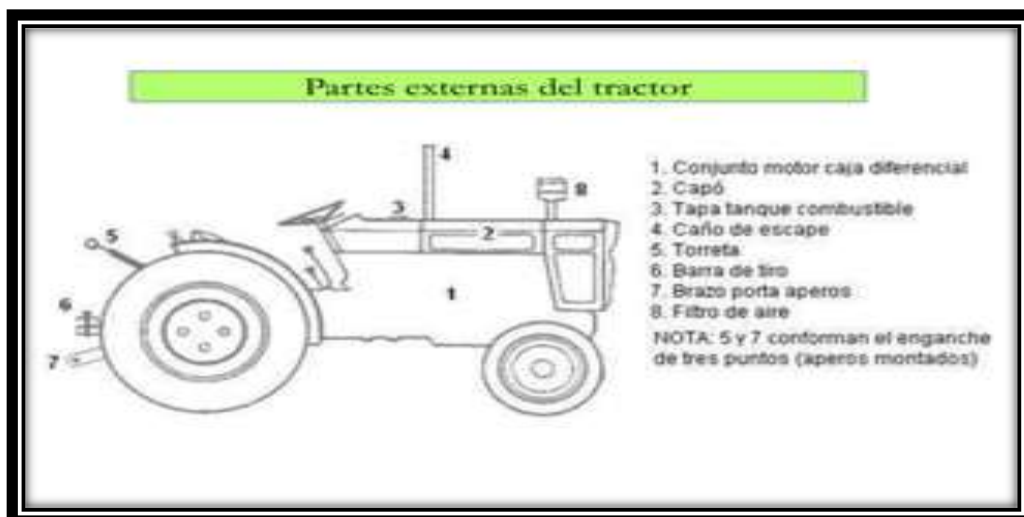 Partes externas del tractor
1. Conjunto motor caja diferencial
2. Capó
3. Tapa tanque combustible
4. Caño de escape
5. Torreta
6. Barra de tiro
7. Brazo porta aperos
8. Filtro de aire
NOTA: 5 y 7 conforman el enganche
de tres puntos (aperos montados)
4
8
3
2
5
1
6
7